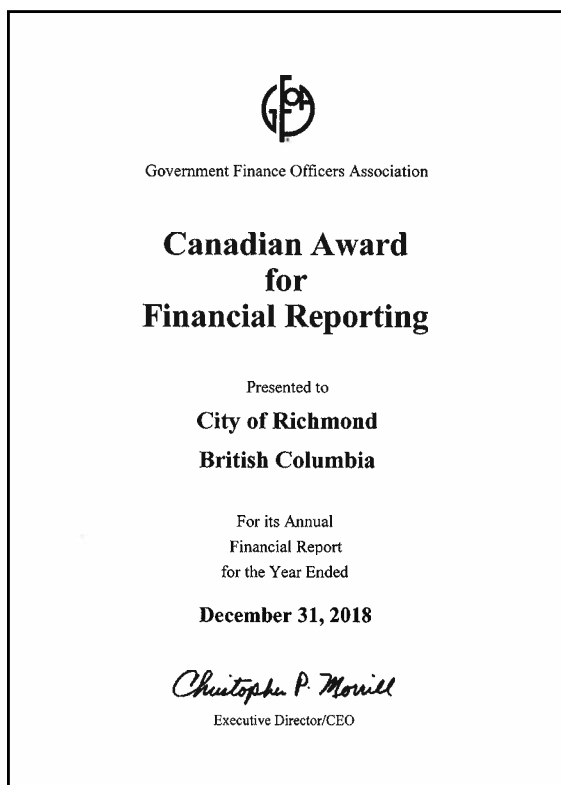 GFOA
Government Finance Officers Association
Canadian Award
for
Financial Reporting
Presented to
City of Richmond
British Columbia
For its Annual
Financial Report
for the Year Ended
December 31, 2018
Christopher P. Morrill
Executive Director/CEO